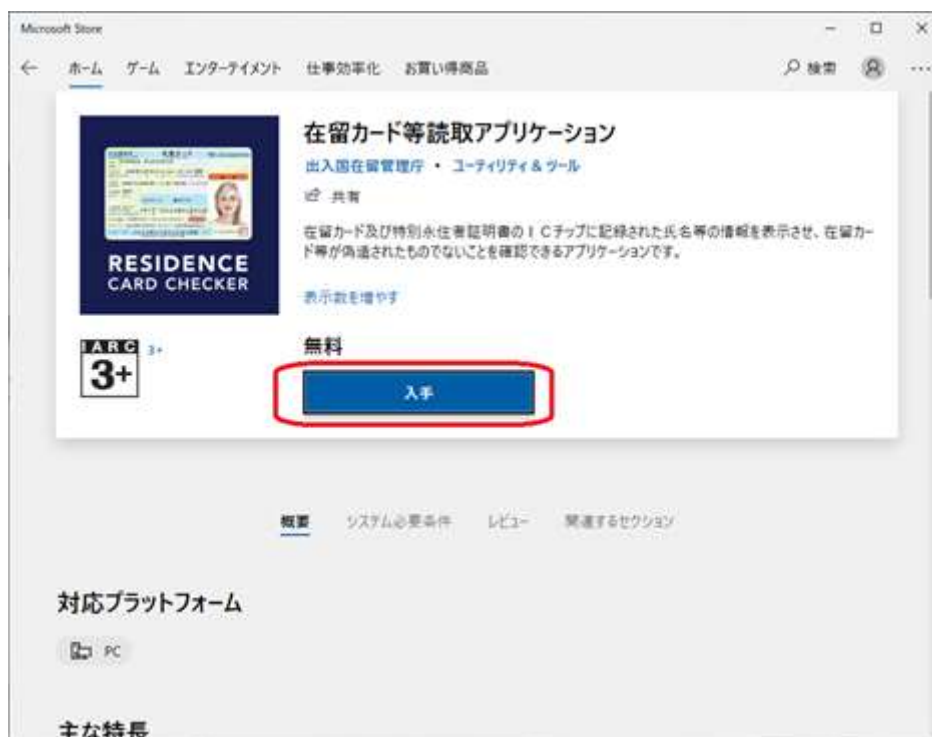 Microsoft Store
ホーム ゲーム エンターテイメント 仕事効率化 お買い得商品 検索
在留カード等読取アプリケーション
出入国在留管理庁 • ユーティリティ & ツール
共有
在留カード及び特別永住者証明書のICチップに記録された氏名等の情報を表示させ、在留カー
ド等が偽造されたものでないことを確認できるアプリケーションです。
RESIDENCE
CARD CHECKER
表示数を増やす
IARC
3+
3+
無料
入手
概要 システム必要条件 レビュー 関連するセクション
対応プラットフォーム
PC
主な特長